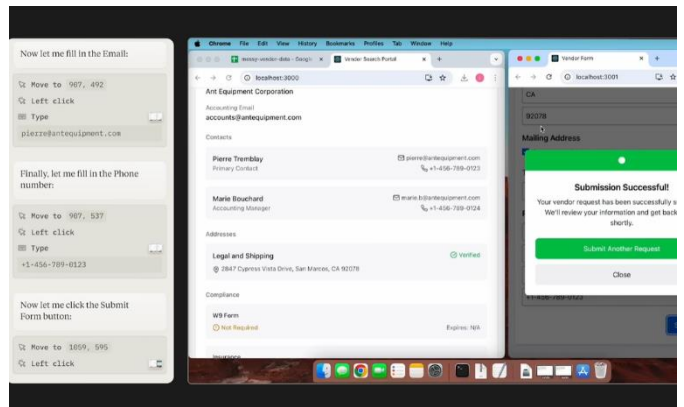 Now let me fill in the Email:
Move to 907, 492
Left click
Type
pierre@antequipment.com
Finally, let me fill in the Phone
number:
Move to 907, 537
Left click
Type
+1-456-789-0123
Now let me click the Submit
Form button:
Move to 1059, 595
Left click
Chrome File Edit View History Bookmarks Profiles Tab Window Help
Vendor Search Portal
localhost:3000
Ant Equipment Corporation
Accounting Email
accounts@antequipment.com
Contacts
Pierre Tremblay
pierre@antequipment.com
Primary Contact
+1-456-789-0123
Marie Bouchard
marie.b@antequipment.com
Accounting Manager
+1-456-789-0124
Addresses
Legal and Shipping
Verified
2847 Cypress Vista Drive, San Marcos, CA 92078
Compliance
W9 Form
Not Required
Expires: N/A
Insurance
Vendor Form
localhost:3001
CA
92078
Mailing Address
Submission Successful!
Your vendor request has been successfully
We'll review your information and get back
shortly.
Submit Another Request
Close
+1-456-789-0123